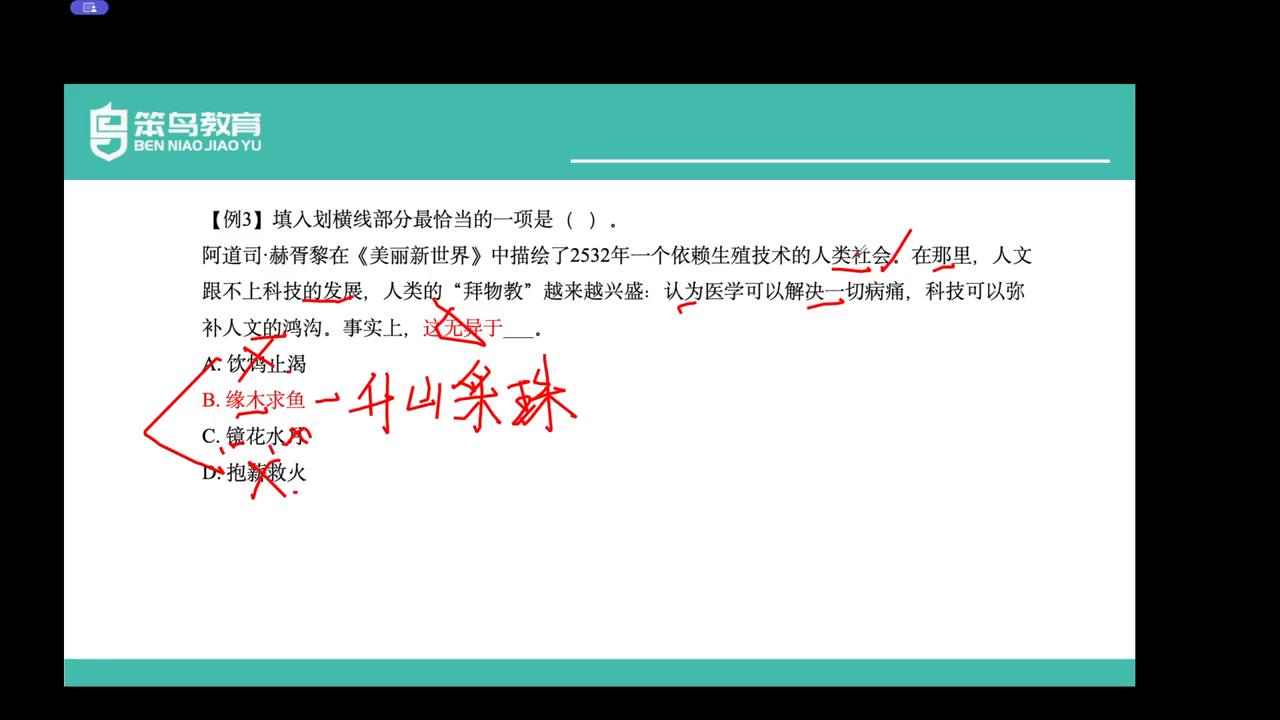 笨鸟教育
BEN NIAO JIAO YU
【例3】填入划横线部分最恰当的一项是（ ）。
阿道司·赫胥黎在《美丽新世界》中描绘了2532年一个依赖生殖技术的人类社会。在那里，人文
跟不上科技的发展，人类的“拜物教”越来越兴盛：认为医学可以解决一切病痛，科技可以弥
补人文的鸿沟。事实上，这无异于___。
A. 饮鸩止渴
B. 缘木求鱼 升山采珠
C. 镜花水月
D. 抱薪救火